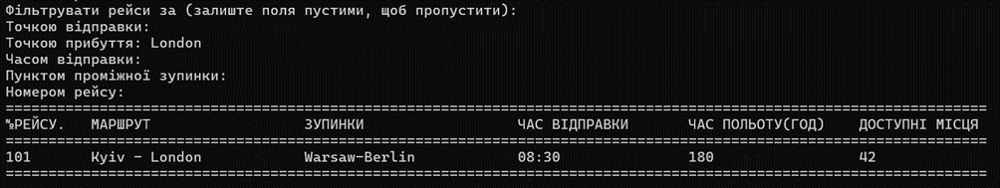 Фільтрувати рейси за (залиште поля пустими, щоб пропустити):
Точкою відправки:
Точкою прибуття: London
Часом відправки:
Пунктом проміжної зупинки:
Номером рейсу:
===================================================================================================================
№РЕЙСУ. МАРШРУТ ЗУПИНКИ ЧАС ВІДПРАВКИ ЧАС ПОЛЬОТУ(ГОД) ДОСТУПНІ МІСЦЯ
===================================================================================================================
101 Kyiv - London Warsaw-Berlin 08:30 180 42
===================================================================================================================